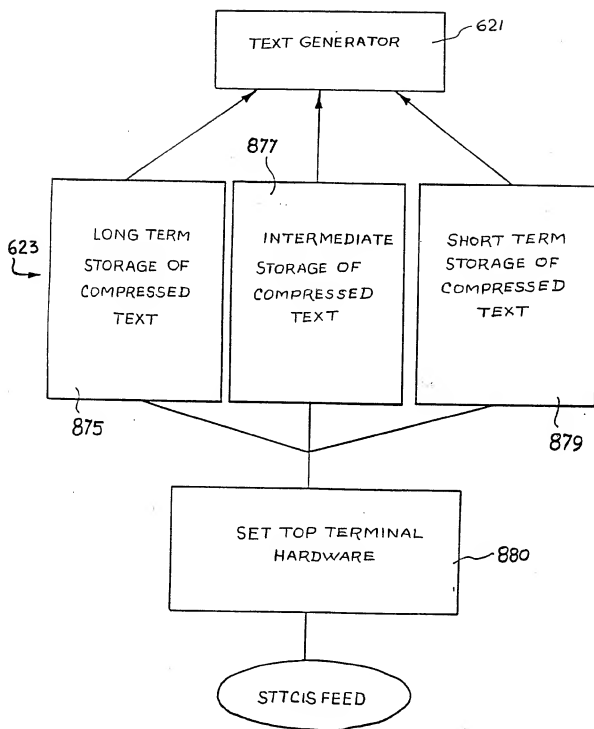 TEXT GENERATOR
621
877
623
LONG TERM
STORAGE OF
COMPRESSED
TEXT
INTERMEDIATE
STORAGE OF
COMPRESSED
TEXT
SHORT TERM
STORAGE OF
COMPRESSED
TEXT
875
879
SET TOP TERMINAL
HARDWARE
880
STTCIS FEED